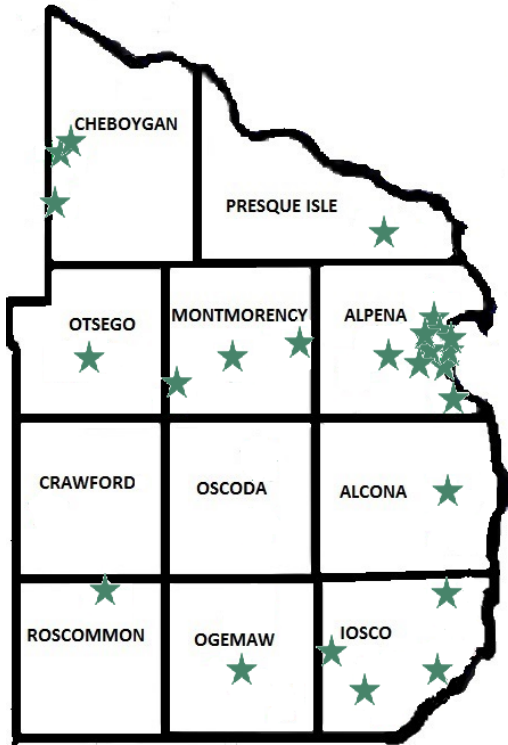 CHEBOYGAN
PRESQUE ISLE
OTSEGO
MONTMORENCY
ALPENA
CRAWFORD
OSCODA
ALCONA
ROSCOMMON
OGEMAW
IOSCO